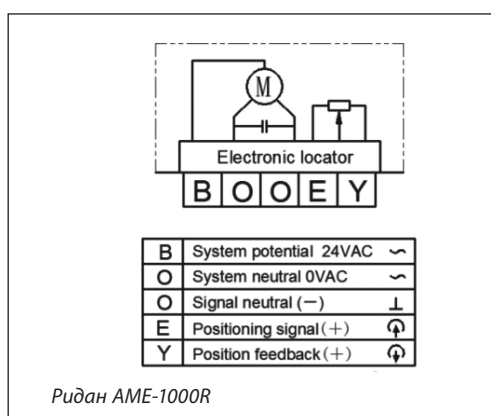 M
Electronic locator
B O O E Y
B System potential 24VAC ∽
O System neutral 0VAC ∽
O Signal neutral (—) ⊥
E Positioning signal (+)
Y Position feedback (+)
Ридан AME-1000R